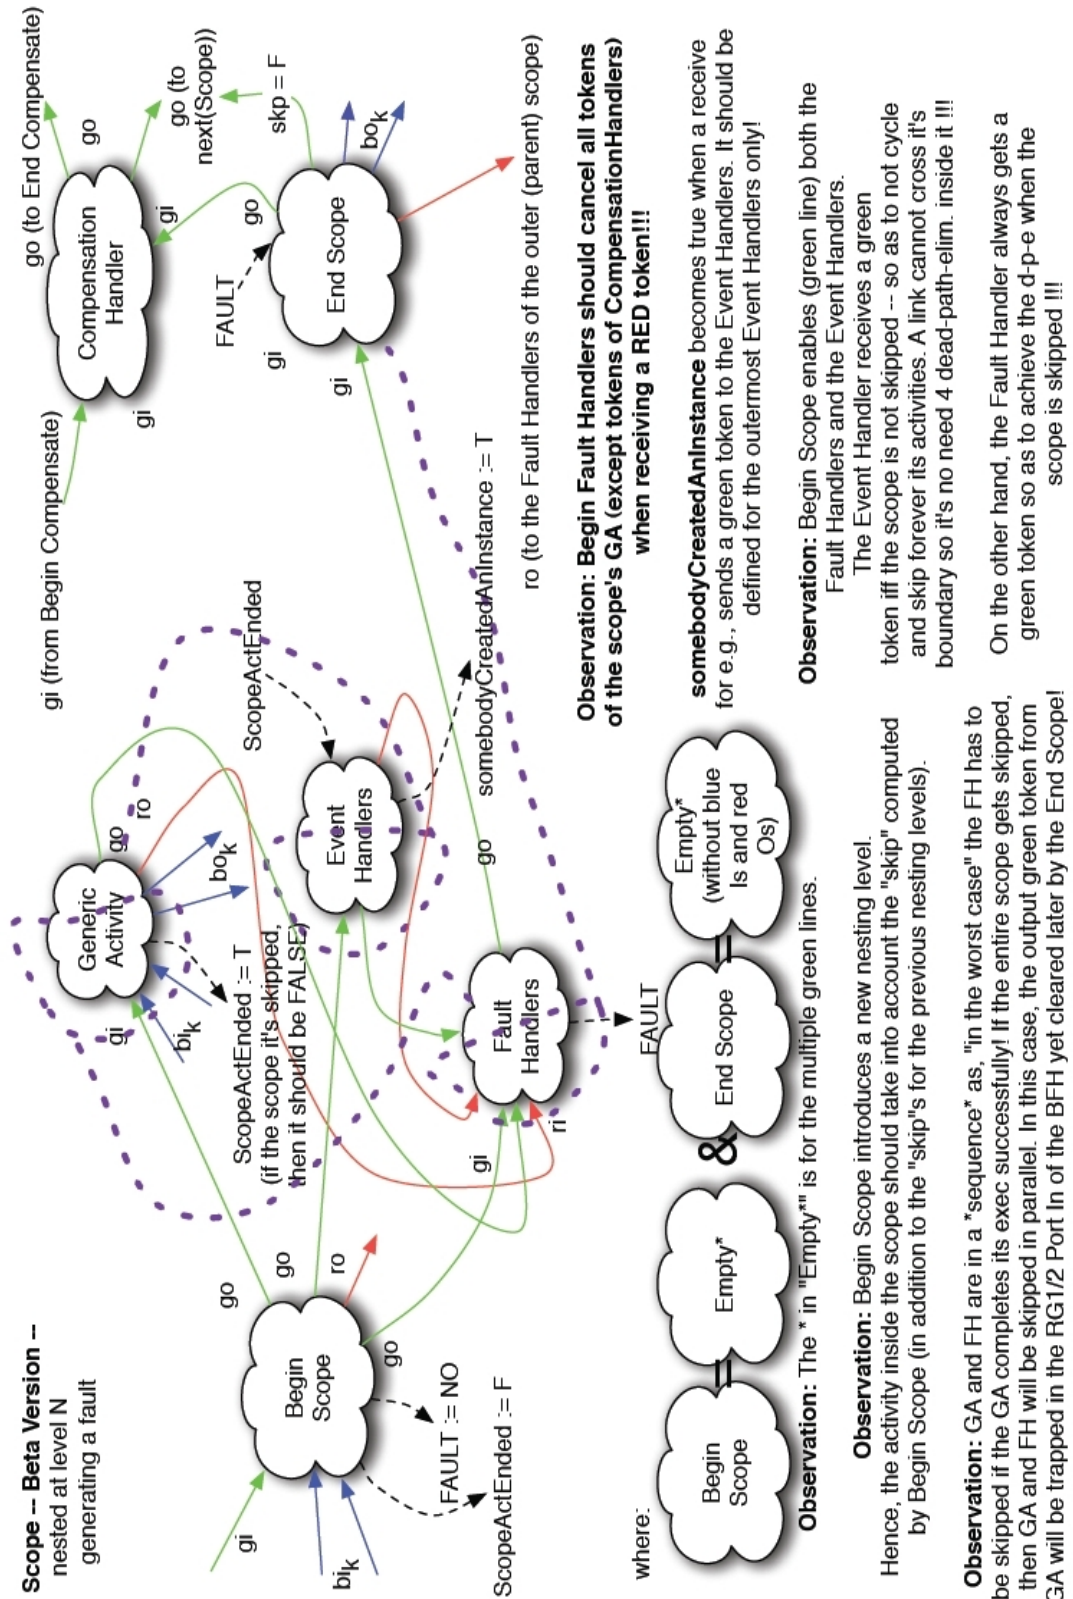 Scope -- Beta Version --
nested at level N
generating a fault
gi
bik
Begin
Scope
go
go
ro
go
FAULT := NO
ScopeActEnded := F
gi
bik
Generic
Activity
go
ro
bok
ScopeActEnded := T
(if the scope it"s skipped,
then it should be FALSE)
ScopeActEnded
Event
Handlers
somebodyCreatedAnInstance := T
gi
ri
Fault
Handlers
go
FAULT
gi (from Begin Compensate)
gi
Compensation
Handler
go (to End Compensate)
go
gi
go (to
next(Scope))
skp = F
FAULT
go
gi
gi
End Scope
bok
ro (to the Fault Handlers of the outer (parent) scope)
where:
Begin
Scope
=
Empty*
&
End Scope
=
Empty*
(without blue
Is and red
Os)
Observation: The * in "Empty*" is for the multiple green lines.
Observation: Begin Scope introduces a new nesting level.
Hence, the activity inside the scope should take into account the "skip" computed
by Begin Scope (in addition to the "skip"s for the previous nesting levels).
Observation: GA and FH are in a *sequence* as, "in the worst case" the FH has to
be skipped if the GA completes its exec successfully! If the entire scope gets skipped,
then GA and FH will be skipped in parallel. In this case, the output green token from
GA will be trapped in the RG1/2 Port In of the BFH yet cleared later by the End Scope!
Observation: Begin Fault Handlers should cancel all tokens
of the scope's GA (except tokens of CompensationHandlers)
when receiving a RED token!!!
somebodyCreatedAnInstance becomes true when a receive
for e.g., sends a green token to the Event Handlers. It should be
defined for the outermost Event Handlers only!
Observation: Begin Scope enables (green line) both the
Fault Handlers and the Event Handlers.
The Event Handler receives a green
token iff the scope is not skipped -- so as to not cycle
and skip forever its activities. A link cannot cross it's
boundary so it's no need 4 dead-path-elim. inside it !!!
On the other hand, the Fault Handler always gets a
green token so as to achieve the d-p-e when the
scope is skipped !!!